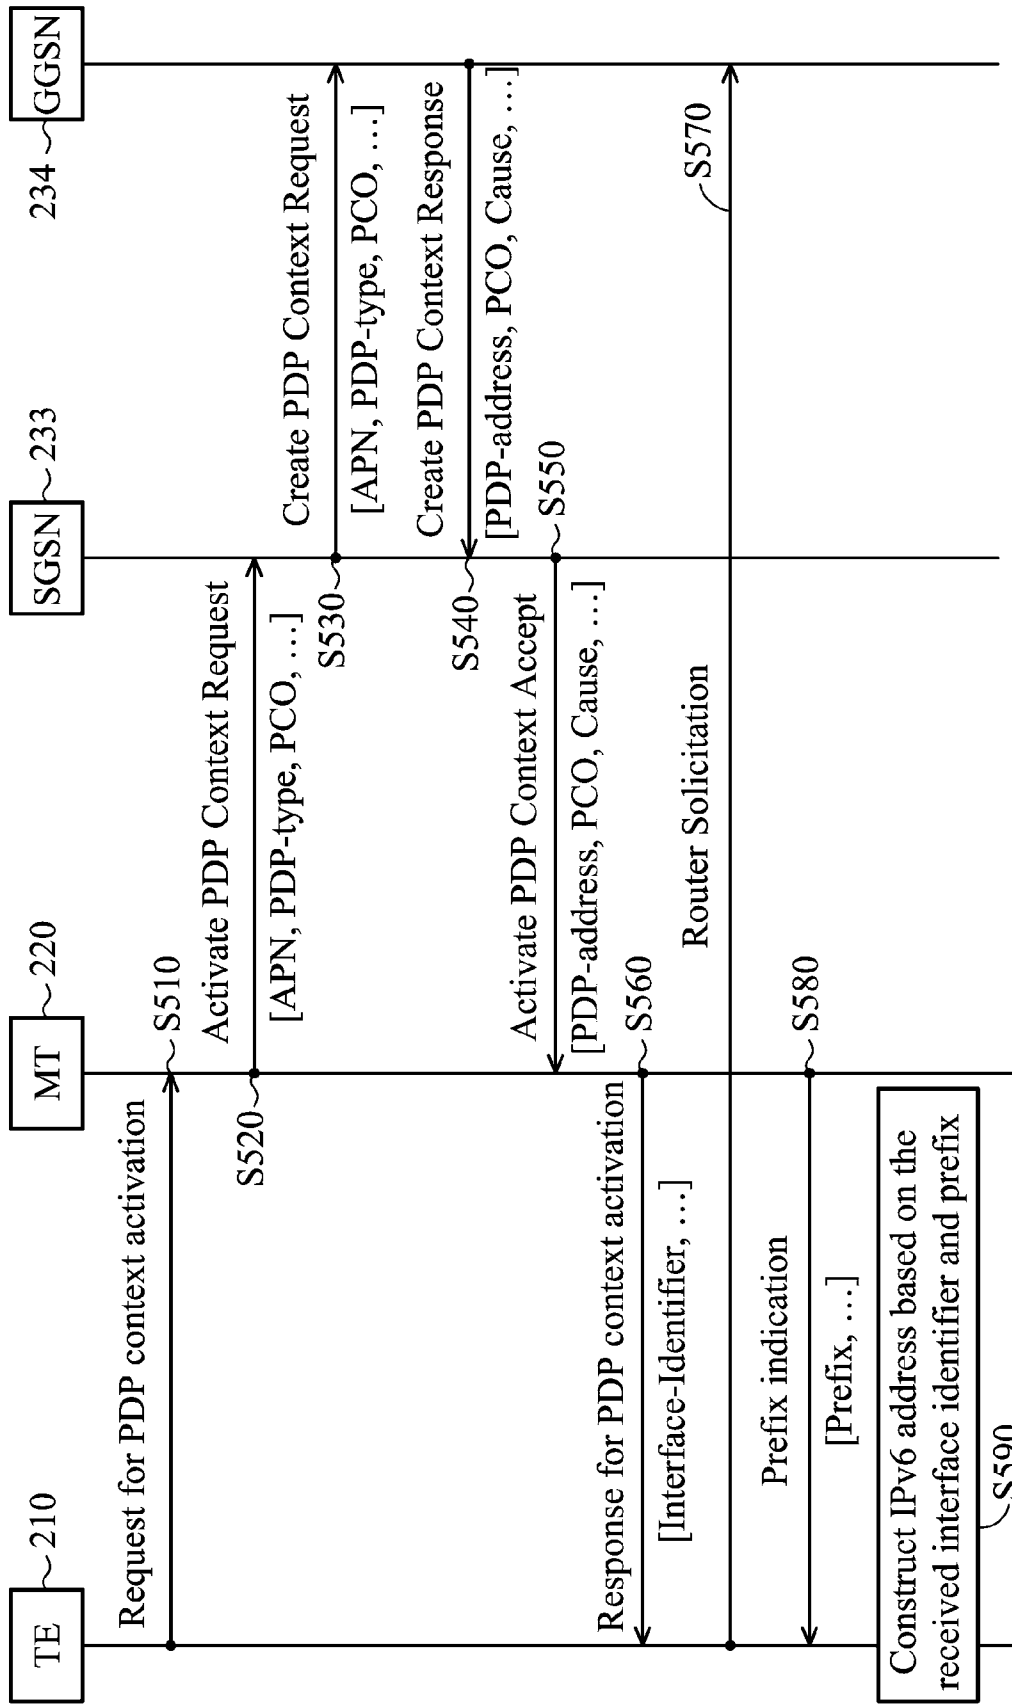 TE
210
MT
220
SGSN
233
GGSN
234
Request for PDP context activation
S510
Activate PDP Context Request
[APN, PDP-type, PCO, ...]
S520
Create PDP Context Request
[APN, PDP-type, PCO, ...]
S530
Create PDP Context Response
[PDP-address, PCO, Cause, ...]
S540
Activate PDP Context Accept
[PDP-address, PCO, Cause, ...]
S550
Response for PDP context activation
[Interface-Identifier, ...]
S560
Router Solicitation
S570
Prefix indication
[Prefix, ...]
S580
Construct IPv6 address based on the
received interface identifier and prefix
S590